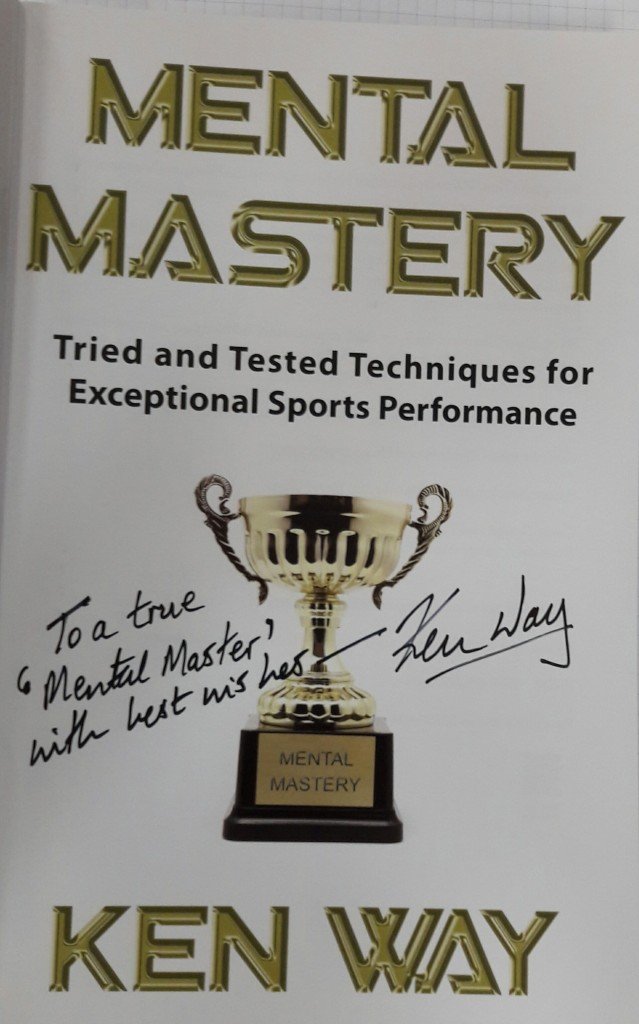 MENTAL
MASTERY
Tried and Tested Techniques for
Exceptional Sports Performance
To a true
'Mental Master'
with best wishes
Ken Way
MENTAL
MASTERY
KEN WAY